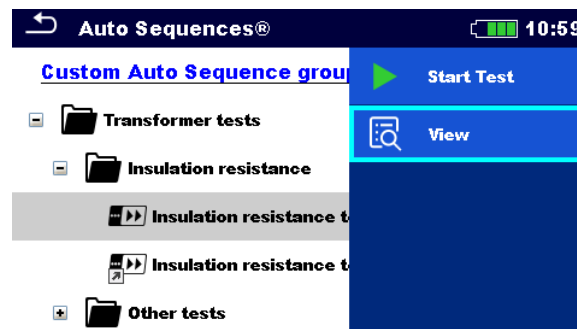 Auto Sequences®
10:59
Custom Auto Sequence group
Start Test
Transformer tests
View
Insulation resistance
Insulation resistance t
Insulation resistance t
Other tests